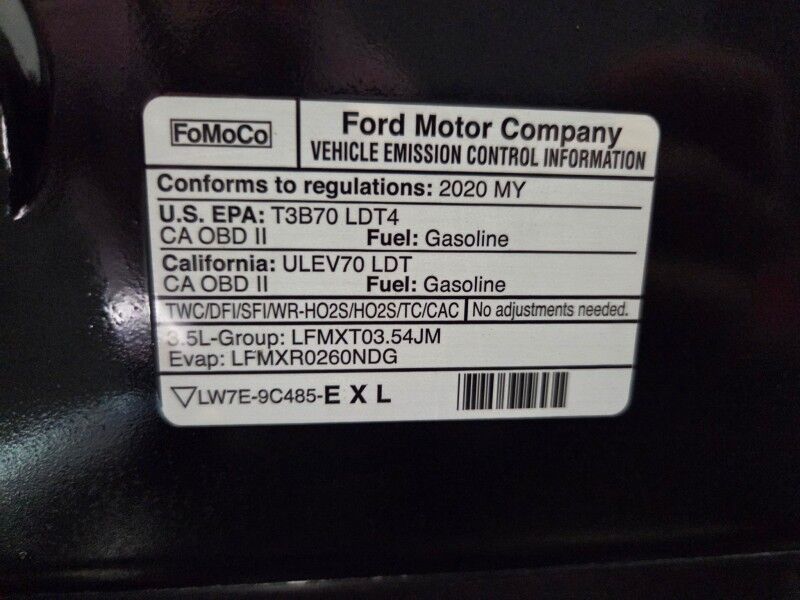 FoMoCo
Ford Motor Company
VEHICLE EMISSION CONTROL INFORMATION
Conforms to regulations: 2020 MY
U.S. EPA: T3B70 LDT4
CA OBD II Fuel: Gasoline
California: ULEV70 LDT
CA OBD II Fuel: Gasoline
TWC/DFI/SFI/WR-HO2S/HO2S/TC/CAC No adjustments needed.
3.5L-Group: LFMXT03.54JM
Evap: LFMXR0260NDG
LW7E-9C485-E X L